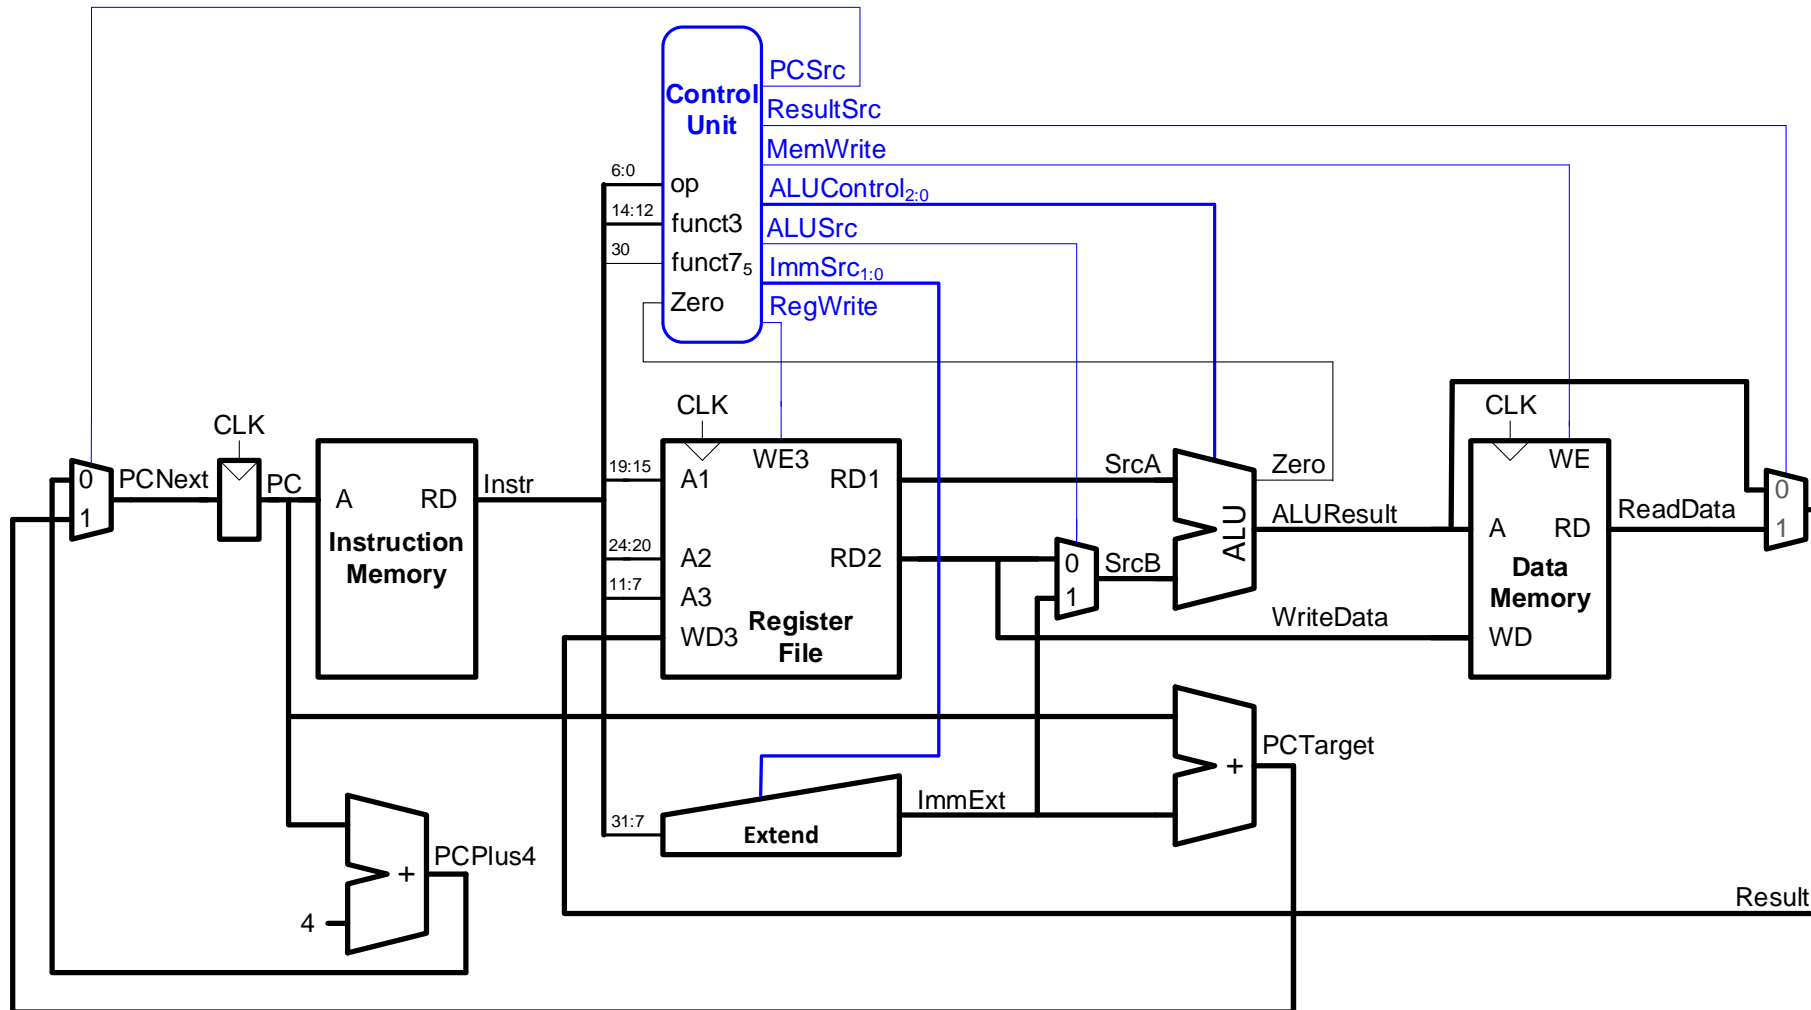 PCSrc
Control
Unit
ResultSrc
MemWrite
6:0
op
ALUControl2:0
14:12
funct3
ALUSrc
30
funct75
ImmSrc1:0
Zero
RegWrite
CLK
CLK
CLK
0
1
PCNext
PC
A
RD
Instruction
Memory
Instr
19:15
A1
WE3
RD1
24:20
A2
RD2
11:7
A3
WD3
Register
File
SrcA
0
1
SrcB
ALU
Zero
ALUResult
WriteData
WE
A
RD
Data
Memory
WD
ReadData
0
1
+
PCTarget
31:7
Extend
ImmExt
+
PCPlus4
4
Result